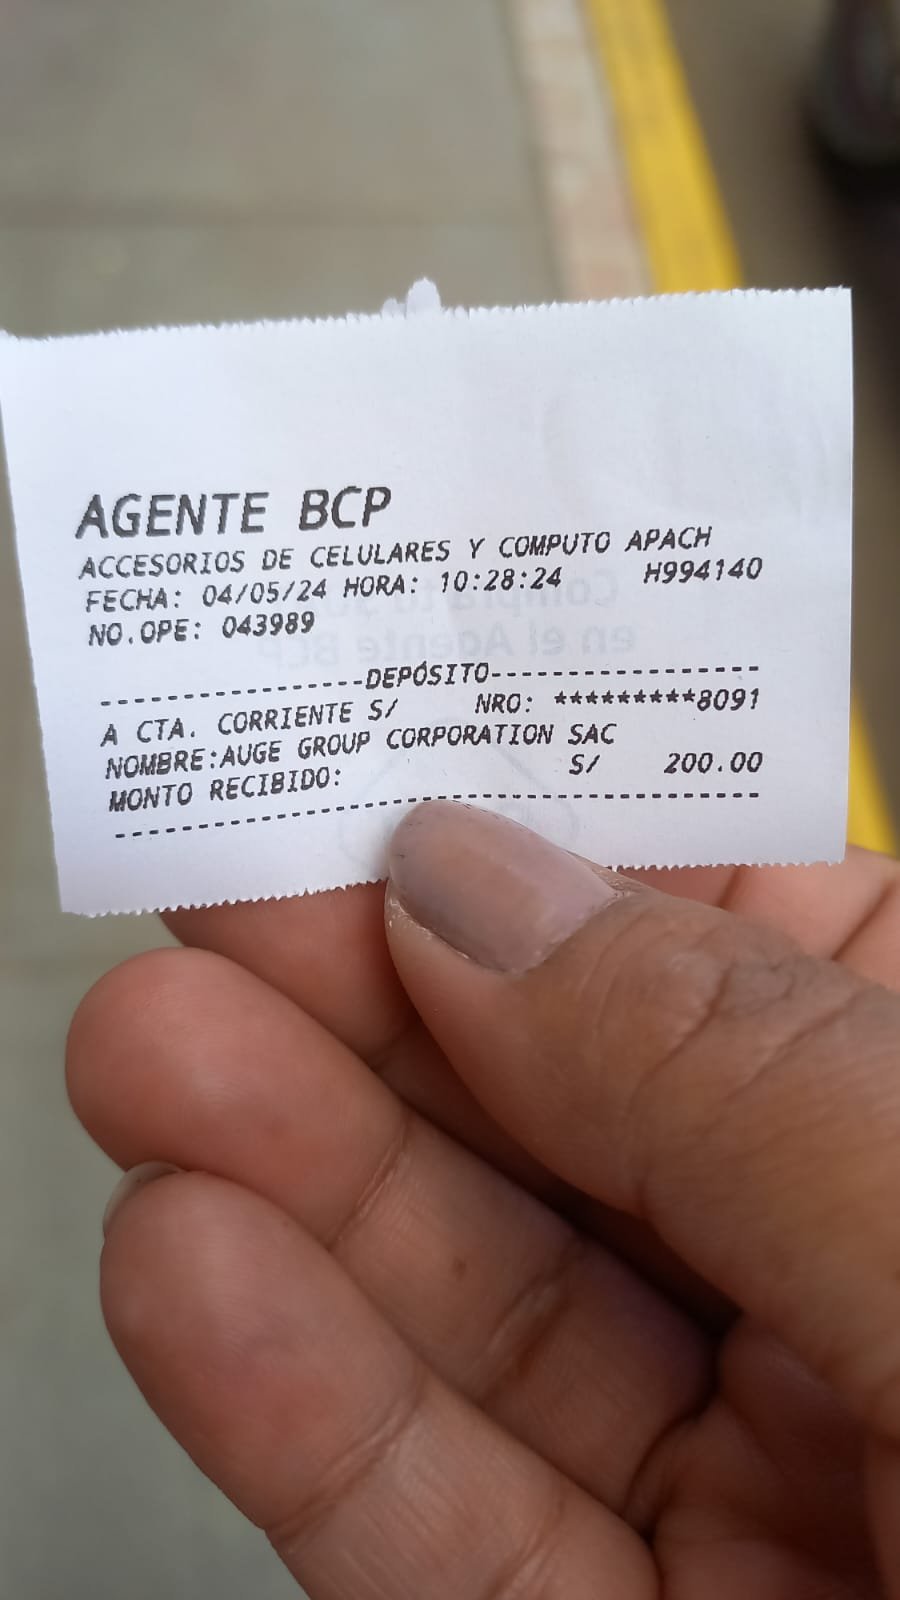 AGENTE BCP
ACCESORIOS DE CELULARES Y COMPUTO APACH
FECHA: 04/05/24 HORA: 10:28:24 H994140
NO.OPE: 043989
------------------DEPÓSITO------------------
A CTA. CORRIENTE S/ NRO: *********8091
NOMBRE:AUGE GROUP CORPORATION SAC
MONTO RECIBIDO: S/ 200.00
--------------------------------------------